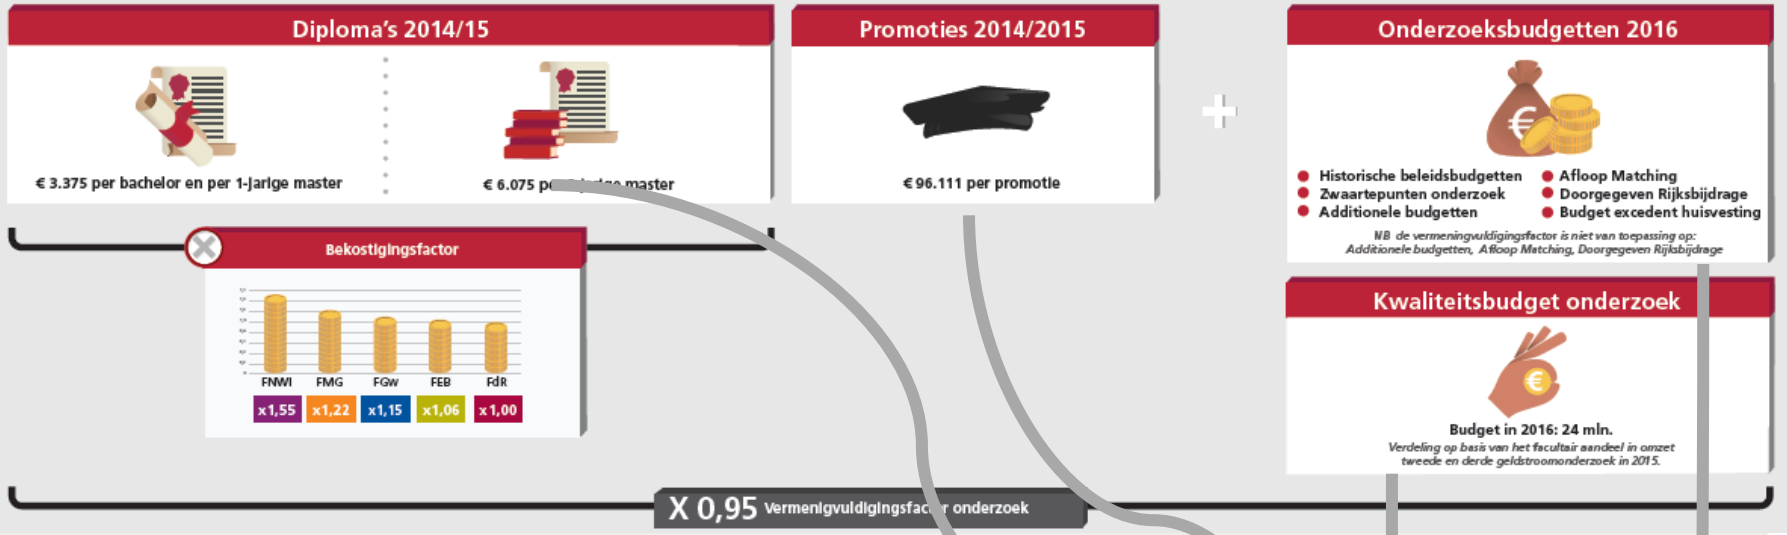 Diploma's 2014/15
€ 3.375 per bachelor en per 1-jarige master
€ 6.075 master
Bekostigingsfactor
FNWI FMG FGw FEB FdR
x1,55 x1,22 x1,15 x1,06 x1,00
Promoties 2014/2015
€ 96.111 per promotie
+
Onderzoeksbudgetten 2016
Historische beleidsbudgetten
Zwaartepunten onderzoek
Additionele budgetten
Afloop Matching
Doorgegeven Rijksbijdrage
Budget excedent huisvesting
NB de vermeningvuldigingsfactor is niet van toepassing op:
Additionele budgetten, Afloop Matching, Doorgegeven Rijksbijdrage
Kwaliteitsbudget onderzoek
Budget in 2016: 24 mln.
Verdeling op basis van het facultair aandeel in omzet
tweede en derde geldstroomonderzoek in 2015.
X 0,95 Vermenigvuldigingsfactor onderzoek